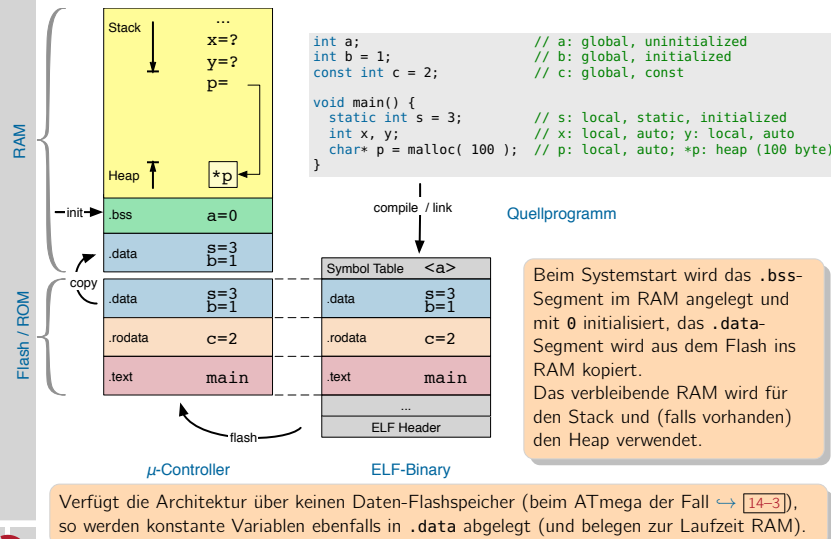 RAM
Flash / ROM
Stack
...
x=?
y=?
p=
Heap
*p
init
.bss a=0
.data s=3
b=1
copy
.data s=3
b=1
.rodata c=2
.text main
flash
µ-Controller
int a; // a: global, uninitialized
int b = 1; // b: global, initialized
const int c = 2; // c: global, const
void main() {
static int s = 3; // s: local, static, initialized
int x, y; // x: local, auto; y: local, auto
char* p = malloc( 100 ); // p: local, auto; *p: heap (100 byte)
}
compile / link
Quellprogramm
Symbol Table <a>
.data s=3
b=1
.rodata c=2
.text main
...
ELF Header
ELF-Binary
Beim Systemstart wird das .bss-
Segment im RAM angelegt und
mit 0 initialisiert, das .data-
Segment wird aus dem Flash ins
RAM kopiert.
Das verbleibende RAM wird für
den Stack und (falls vorhanden)
den Heap verwendet.
Verfügt die Architektur über keinen Daten-Flashspeicher (beim ATmega der Fall ↪ 14–3),
so werden konstante Variablen ebenfalls in .data abgelegt (und belegen zur Laufzeit RAM).